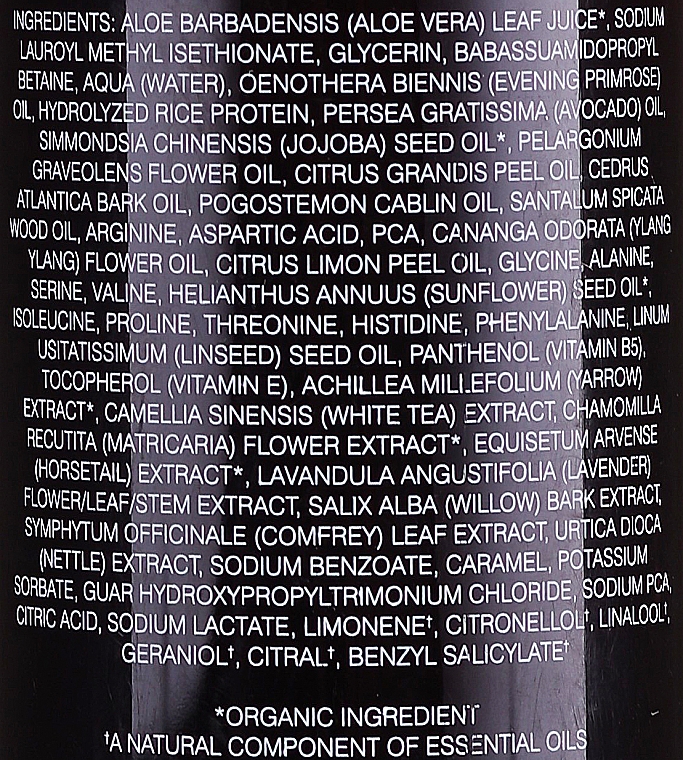 INGREDIENTS: ALOE BARBADENSIS (ALOE VERA) LEAF JUICE*, SODIUM
LAUROYL METHYL ISETHIONATE, GLYCERIN, BABASSUAMIDOPROPYL
BETAINE, AQUA (WATER), OENOTHERA BIENNIS (EVENING PRIMROSE)
OIL, HYDROLYZED RICE PROTEIN, PERSEA GRATISSIMA (AVOCADO) OIL,
SIMMONDSIA CHINENSIS (JOJOBA) SEED OIL*, PELARGONIUM
GRAVEOLENS FLOWER OIL, CITRUS GRANDIS PEEL OIL, CEDRUS
ATLANTICA BARK OIL, POGOSTEMON CABLIN OIL, SANTALUM SPICATA
WOOD OIL, ARGININE, ASPARTIC ACID, PCA, CANANGA ODORATA (YLANG
YLANG) FLOWER OIL, CITRUS LIMON PEEL OIL, GLYCINE, ALANINE,
SERINE, VALINE, HELIANTHUS ANNUUS (SUNFLOWER) SEED OIL*,
ISOLEUCINE, PROLINE, THREONINE, HISTIDINE, PHENYLALANINE, LINUM
USITATISSIMUM (LINSEED) SEED OIL, PANTHENOL (VITAMIN B5),
TOCOPHEROL (VITAMIN E), ACHILLEA MILLEFOLIUM (YARROW)
EXTRACT*, CAMELLIA SINENSIS (WHITE TEA) EXTRACT, CHAMOMILLA
RECUTITA (MATRICARIA) FLOWER EXTRACT*, EQUISETUM ARVENSE
(HORSETAIL) EXTRACT*, LAVANDULA ANGUSTIFOLIA (LAVENDER)
FLOWER/LEAF/STEM EXTRACT, SALIX ALBA (WILLOW) BARK EXTRACT,
SYMPHYTUM OFFICINALE (COMFREY) LEAF EXTRACT, URTICA DIOCA
(NETTLE) EXTRACT, SODIUM BENZOATE, CARAMEL, POTASSIUM
SORBATE, GUAR HYDROXYPROPYLTRIMONIUM CHLORIDE, SODIUM PCA,
CITRIC ACID, SODIUM LACTATE, LIMONENE†, CITRONELLOL†, LINALOOL†,
GERANIOL†, CITRAL†, BENZYL SALICYLATE†
*ORGANIC INGREDIENT
†A NATURAL COMPONENT OF ESSENTIAL OILS